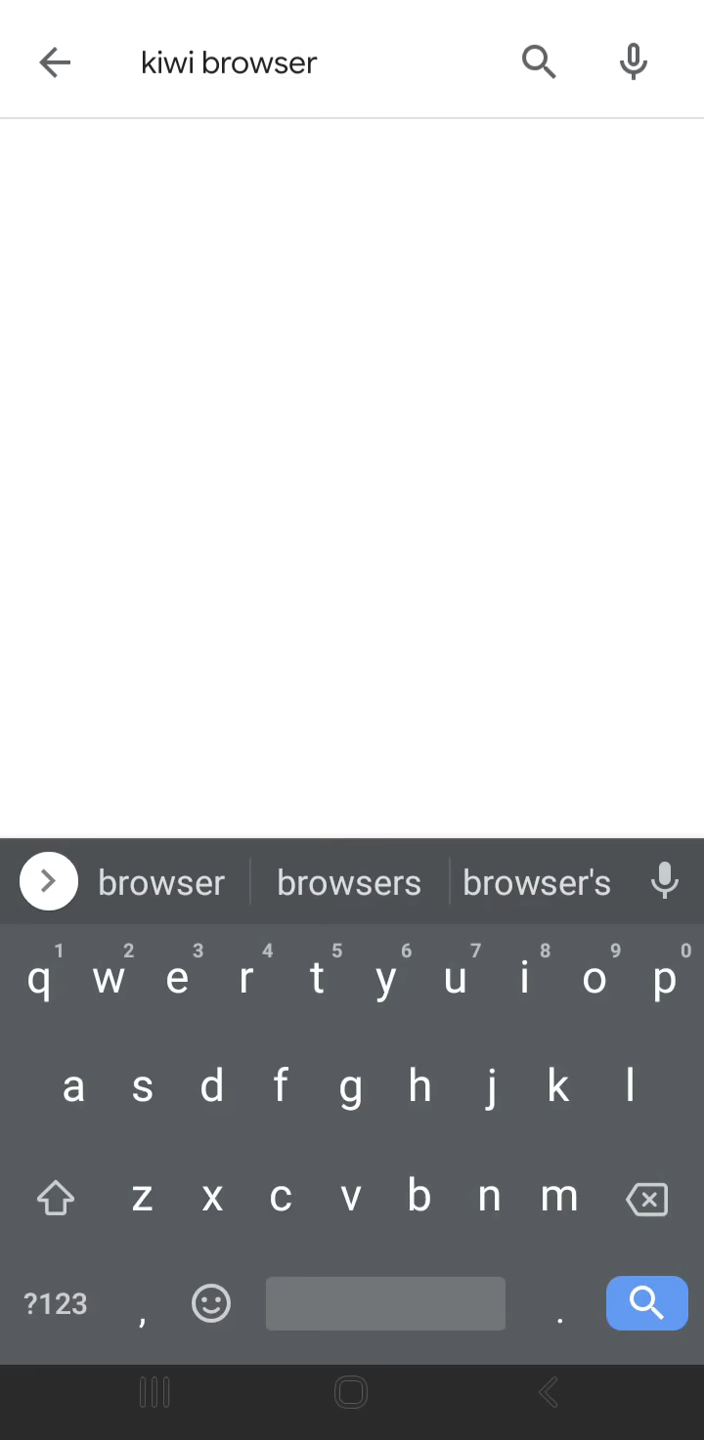 kiwi browser
browser browsers browser's
1 2 3 4 5 6 7 8 9 0
q w e r t y u i o p
a s d f g h j k l
z x c v b n m
?123 , .